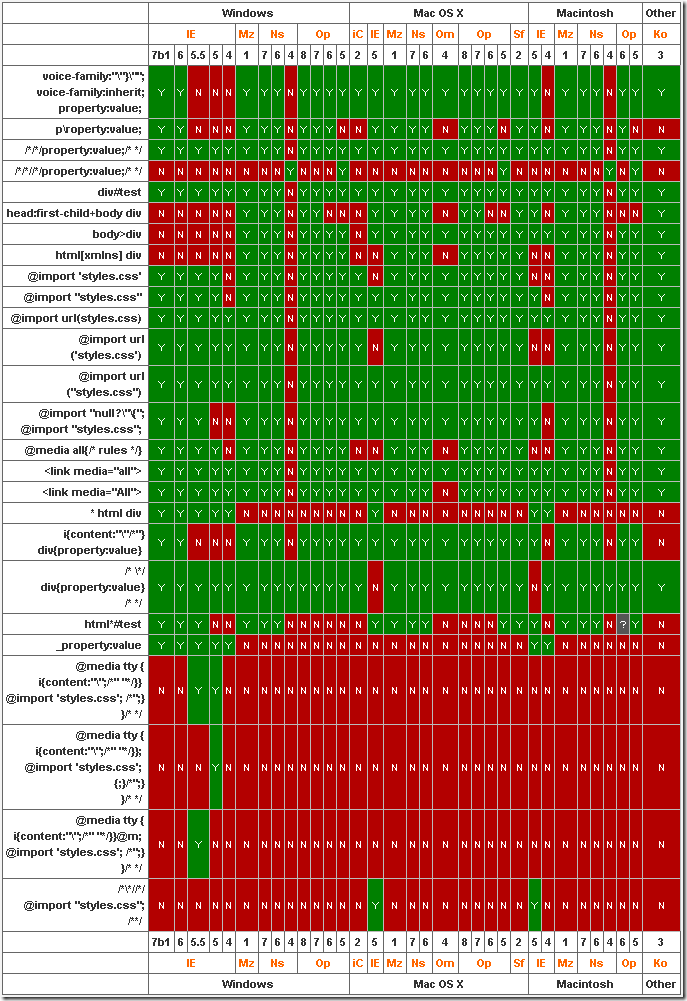 Windows Mac OS X Macintosh Other
IE Mz Ns Op iC IE Mz Ns Om Op Sf IE Mz Ns Op Ko
7b1 6 5.5 5 4 1 7 6 4 8 7 6 5 2 5 1 7 6 4 8 7 6 5 2 5 4 1 7 6 4 6 5 3
voice-family:"\"}\"";
voice-family:inherit; Y Y N N N Y Y Y N Y Y Y Y Y Y Y Y Y Y Y Y Y Y Y Y N Y Y Y N Y Y Y
property:value;
p\roperty:value; Y Y N N N Y Y Y Y Y Y Y N N Y Y Y Y N Y Y Y N Y Y N Y Y Y N Y N N
/*/*/property:value;/* */ Y Y Y Y Y Y Y Y N Y Y Y Y Y Y Y Y Y Y Y Y Y Y Y Y Y Y Y Y N Y Y Y
/*/*//*/property:value;/* */ N N N N N N N N Y N N N Y N N N N N N N N N Y N N N N N N Y N Y N
div#test Y Y Y Y Y Y Y Y N Y Y Y Y Y Y Y Y Y Y Y Y Y Y Y Y Y Y Y Y N Y Y Y
head:first-child+body div N N N N N Y Y Y N Y Y N N N Y Y Y Y N Y Y N N Y Y N Y Y Y N N N Y
body>div N N N N N Y Y Y N Y Y Y Y N Y Y Y Y Y Y Y Y Y Y Y Y Y Y Y N Y Y Y
html[xmlns] div N N N N N Y Y Y N Y Y Y Y N N Y Y Y N Y Y Y Y Y N N Y Y Y N Y Y Y
@import 'styles.css' Y Y Y Y N Y Y Y N Y Y Y Y Y N Y Y Y Y Y Y Y Y Y N N Y Y Y N Y Y Y
@import "styles.css" Y Y Y Y N Y Y Y N Y Y Y Y Y Y Y Y Y Y Y Y Y Y Y Y N Y Y Y N Y Y Y
@import url(styles.css) Y Y Y Y Y Y Y Y N Y Y Y Y Y Y Y Y Y Y Y Y Y Y Y Y Y Y Y Y N Y Y Y
@import url
('styles.css') Y Y Y Y Y Y Y Y N Y Y Y Y Y N Y Y Y Y Y Y Y Y Y N N Y Y Y N Y Y Y
@import url
("styles.css") Y Y Y Y Y Y Y Y N Y Y Y Y Y Y Y Y Y Y Y Y Y Y Y Y Y Y Y Y N Y Y Y
@import "null?\"\{";
@import "styles.css"; Y Y Y N N Y Y Y N Y Y Y Y Y Y Y Y Y Y Y Y Y Y Y Y N Y Y Y N Y Y Y
@media all{/* rules */} Y Y Y Y N Y Y Y N Y Y Y Y N N Y Y Y N Y Y Y Y Y N N Y Y Y N Y Y Y
<link media="all"> Y Y Y Y Y Y Y Y N Y Y Y Y Y Y Y Y Y Y Y Y Y Y Y Y Y Y Y Y N Y Y Y
<link media="All"> Y Y Y Y Y Y Y Y N Y Y Y Y Y Y Y Y Y N Y Y Y Y Y Y Y Y Y Y N Y Y Y
* html div Y Y Y Y Y N N N N N N N N N Y N N N N N N N N N Y Y N N N N N N N
i{content:"\"/*"}
div{property:value} Y Y N N N Y Y Y N Y Y Y Y Y Y Y Y Y Y Y Y Y Y Y Y N Y Y Y N Y Y N
/* \*/
div{property:value} Y Y Y Y Y Y Y Y Y Y Y Y Y Y N Y Y Y Y Y Y Y Y Y N Y Y Y Y Y Y Y Y
/* */
html*#test Y Y Y N N Y Y Y N N N N N N Y Y Y Y N N N N Y Y Y N Y Y Y N ? Y N
_property:value Y Y Y Y Y N N N N N N N N N N N N N N N N N N N Y Y N N N N N N N
@media tty {
i{content:"\";/*" "*/}}
@import 'styles.css'; /*";} N N Y Y N N N N N N N N N N N N N N N N N N N N N N N N N N N N N
}/* */
@media tty {
i{content:"\";/*" "*/}};
@import 'styles.css'; N N N Y N N N N N N N N N N N N N N N N N N N N N N N N N N N N N
{;}/*";}
}/* */
@media tty {
i{content:"\";/*" "*/}}@m;
@import 'styles.css'; /*";} N N Y N N N N N N N N N N N N N N N N N N N N N N N N N N N N N N
}/* */
/*\*//*/
@import "styles.css"; N N N N N N N N N N N N N N Y N N N N N N N N N Y N N N N N N N N
/**/
7b1 6 5.5 5 4 1 7 6 4 8 7 6 5 2 5 1 7 6 4 8 7 6 5 2 5 4 1 7 6 4 6 5 3
IE Mz Ns Op iC IE Mz Ns Om Op Sf IE Mz Ns Op Ko
Windows Mac OS X Macintosh Other